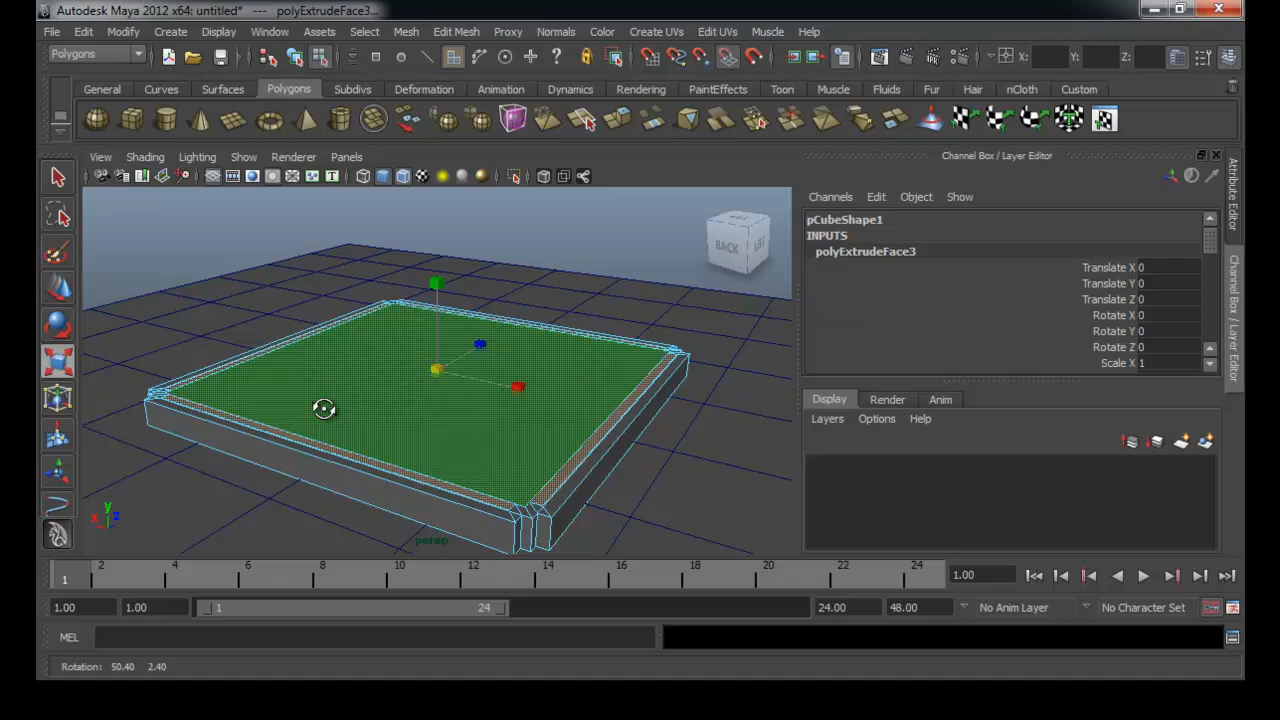 Autodesk Maya 2012 x64: untitled* --- polyExtrudeFace3...
File Edit Modify Create Display Window Assets Select Mesh Edit Mesh Proxy Normals Color Create UVs Edit UVs Muscle Help
Polygons X: Y: Z:
General Curves Surfaces Polygons Subdivs Deformation Animation Dynamics Rendering PaintEffects Toon Muscle Fluids Fur Hair nCloth Custom
View Shading Lighting Show Renderer Panels
Channel Box / Layer Editor
Channels Edit Object Show
pCubeShape1
INPUTS
polyExtrudeFace3
Translate X 0
Translate Y 0
Translate Z 0
Rotate X 0
Rotate Y 0
Rotate Z 0
Scale X 1
Display Render Anim
Layers Options Help
Attribute Editor
Channel Box / Layer Editor
BACK LEFT
y
x z
persp
1 2 4 6 8 10 12 14 16 18 20 22 24 1.00
1.00 1.00 1 24 24.00 48.00 No Anim Layer No Character Set
MEL
Rotation: 50.40 2.40